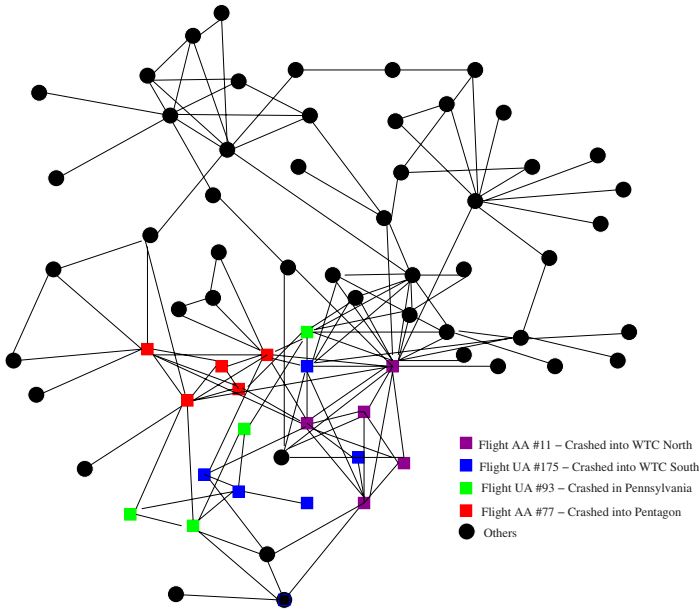 Flight AA #11 – Crashed into WTC North
Flight UA #175 – Crashed into WTC South
Flight UA #93 – Crashed in Pennsylvania
Flight AA #77 – Crashed into Pentagon
Others